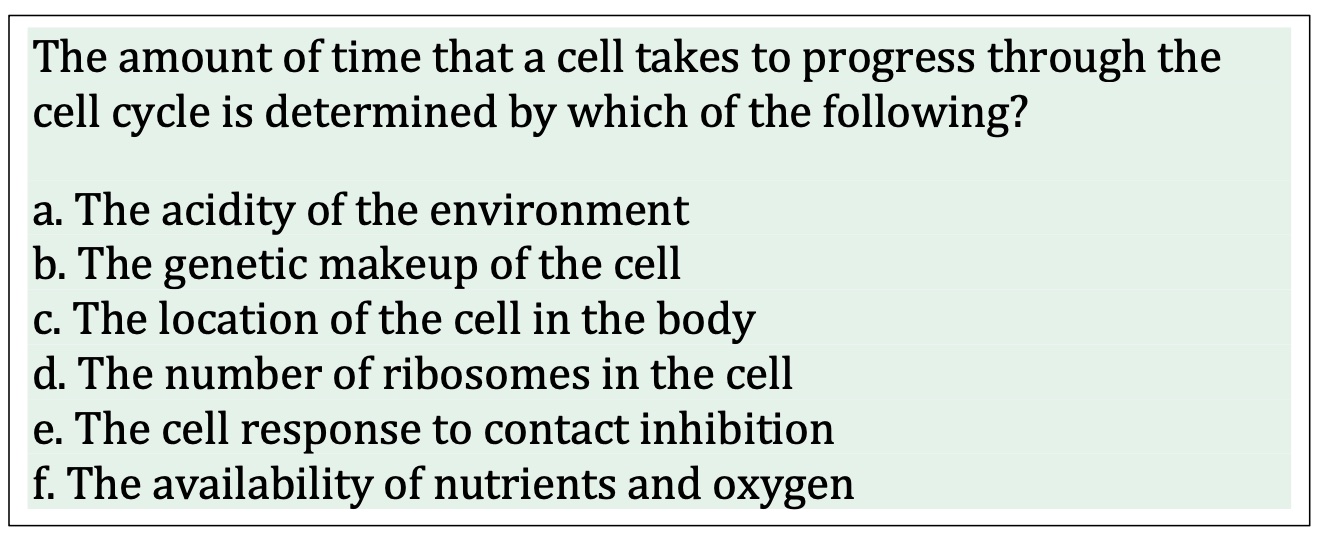 The amount of time that a cell takes to progress through the
cell cycle is determined by which of the following?
a. The acidity of the environment
b. The genetic makeup of the cell
c. The location of the cell in the body
d. The number of ribosomes in the cell
e. The cell response to contact inhibition
f. The availability of nutrients and oxygen